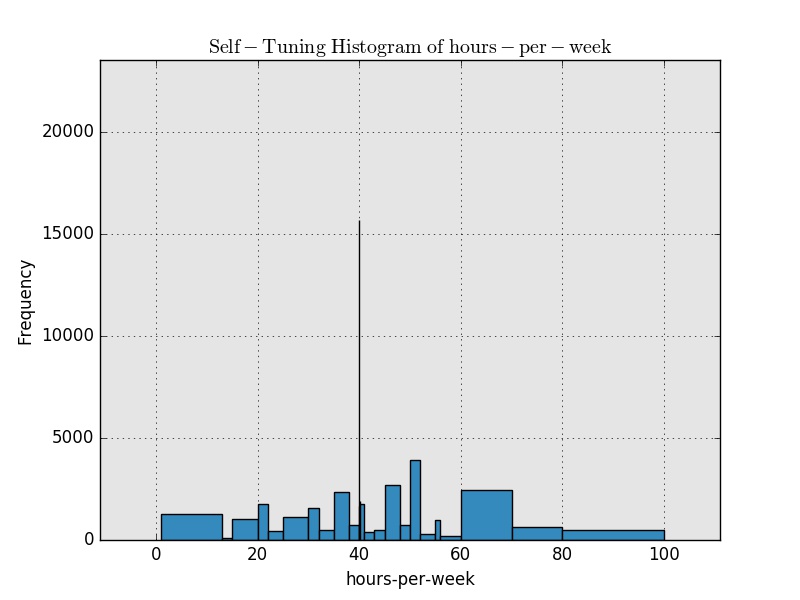 Self − Tuning Histogram of hours − per − week
20000
15000
10000
5000
0
Frequency
0 20 40 60 80 100
hours-per-week